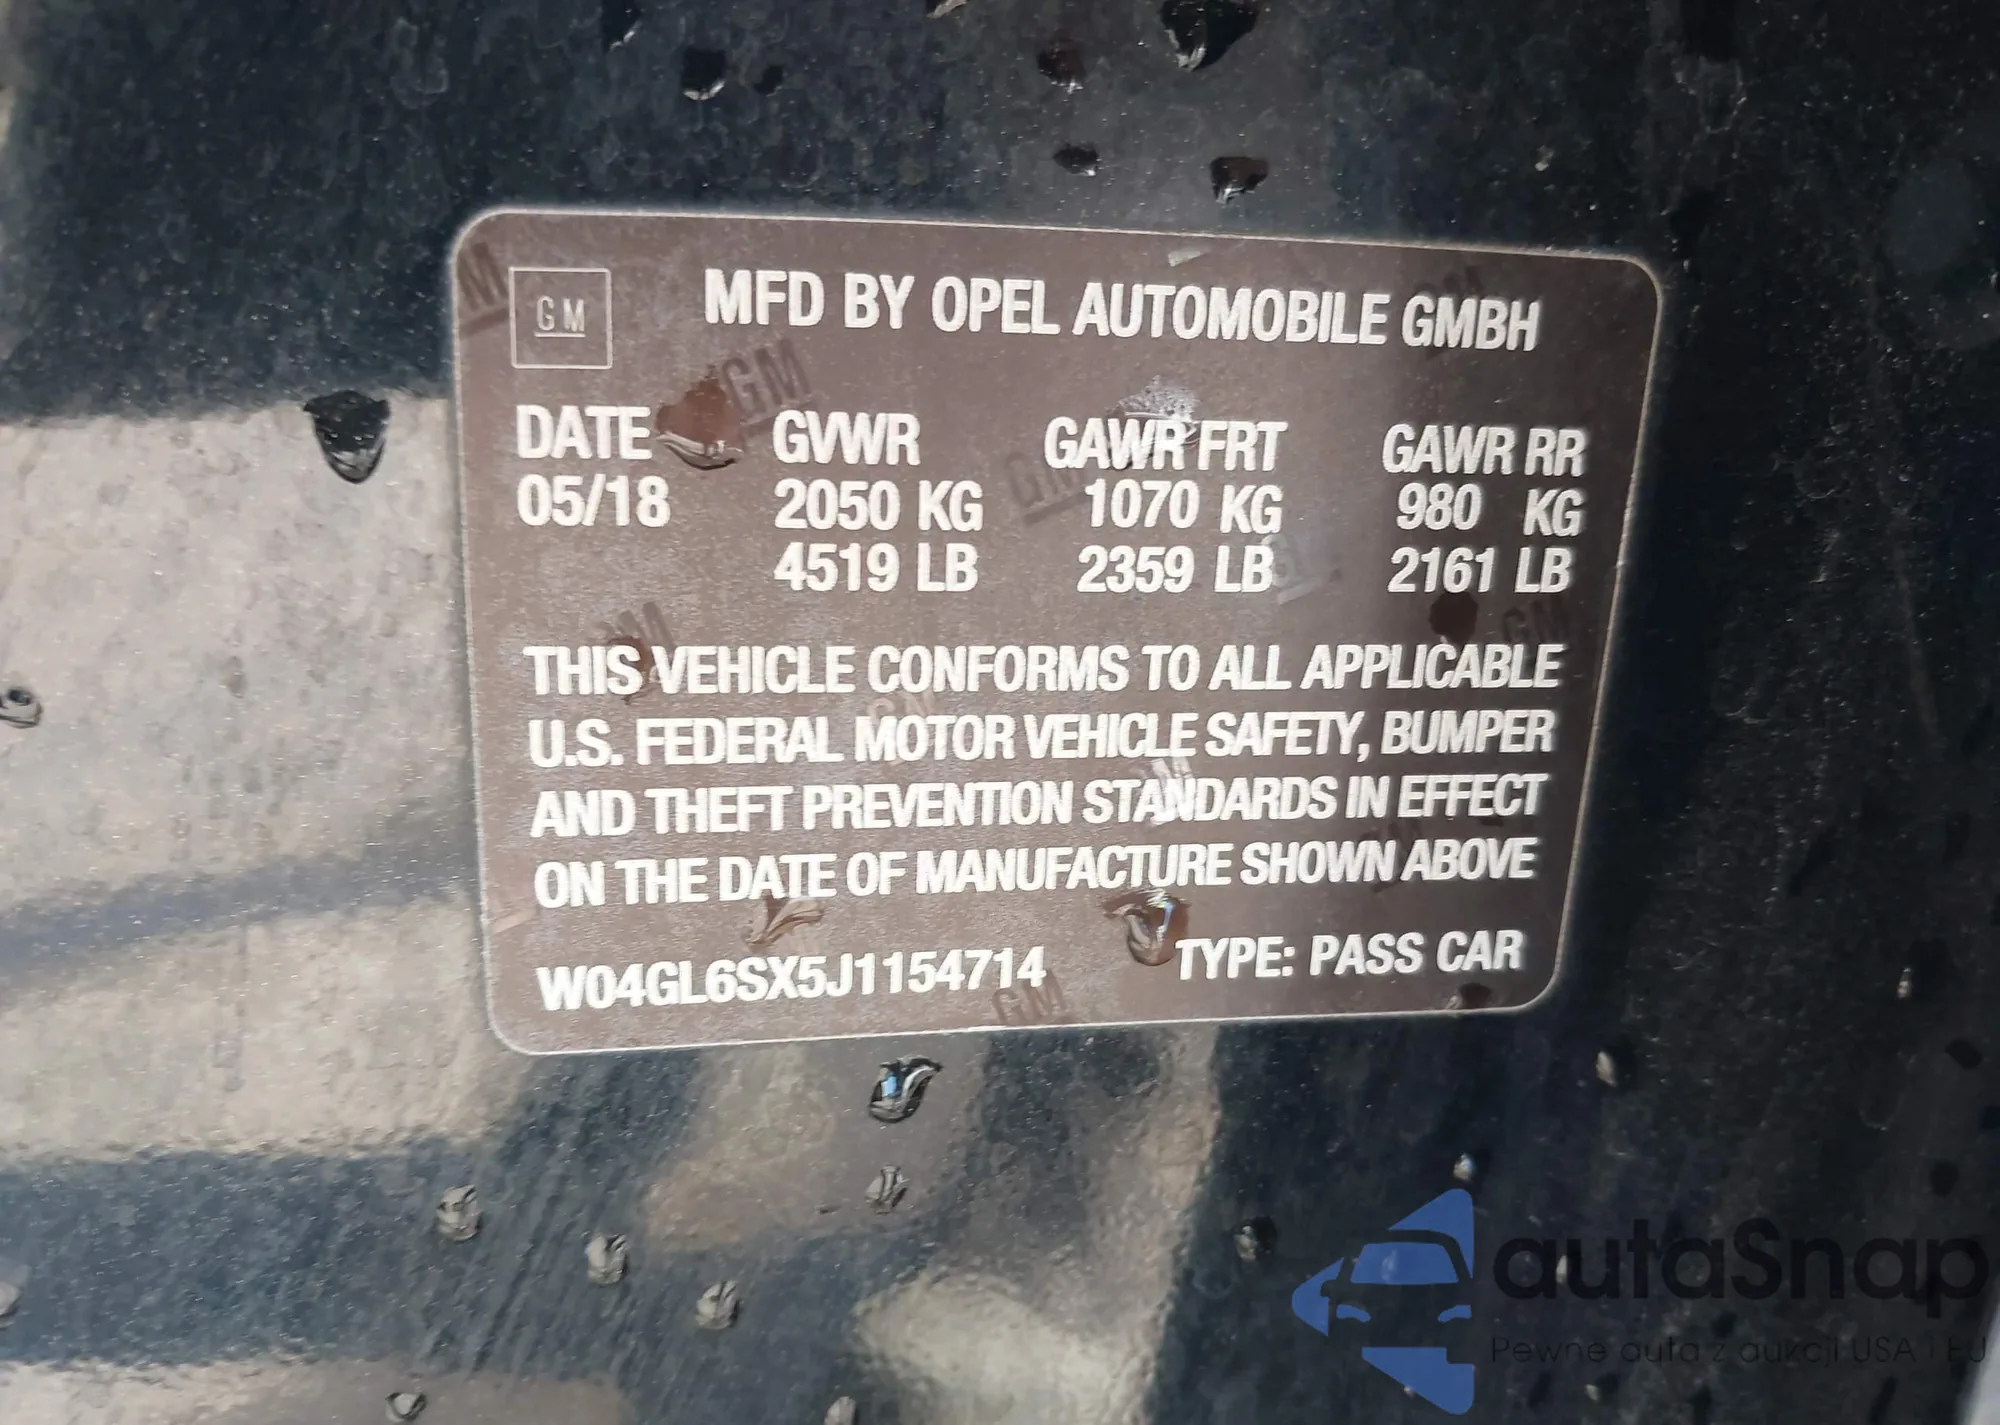 GM
MFD BY OPEL AUTOMOBILE GMBH
DATE GVWR GAWR FRT GAWR RR
05/18 2050 KG 1070 KG 980 KG
4519 LB 2359 LB 2161 LB
THIS VEHICLE CONFORMS TO ALL APPLICABLE
U.S. FEDERAL MOTOR VEHICLE SAFETY, BUMPER
AND THEFT PREVENTION STANDARDS IN EFFECT
ON THE DATE OF MANUFACTURE SHOWN ABOVE
W04GL6SX5J1154714 TYPE: PASS CAR
autaSnap
Pewne auta z aukcji USA i EU